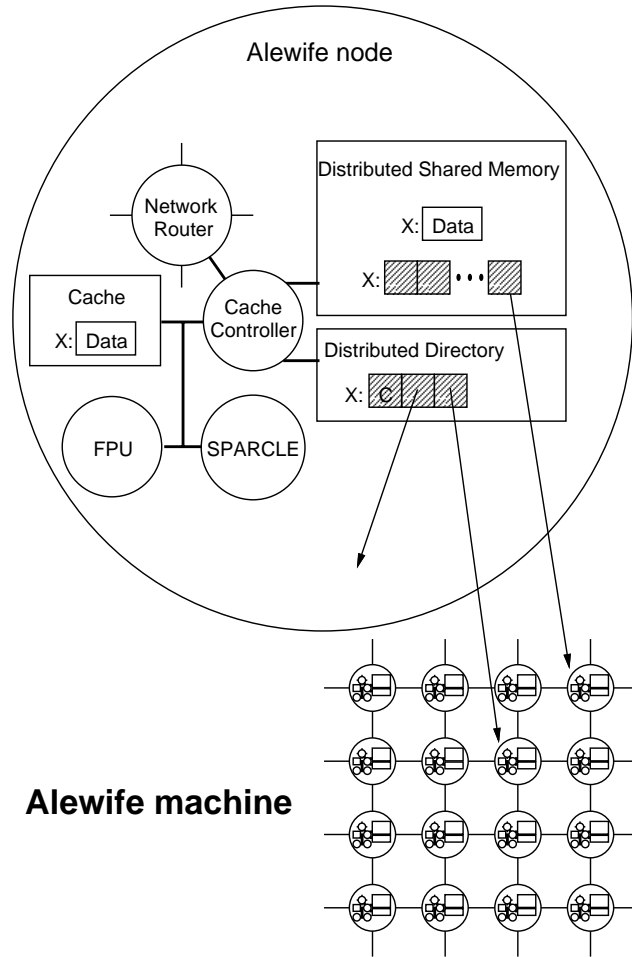 Alewife node
Distributed Shared Memory
X: Data
X:
Network
Router
Cache
X: Data
Cache
Controller
Distributed Directory
X: C
FPU
SPARCLE
Alewife machine